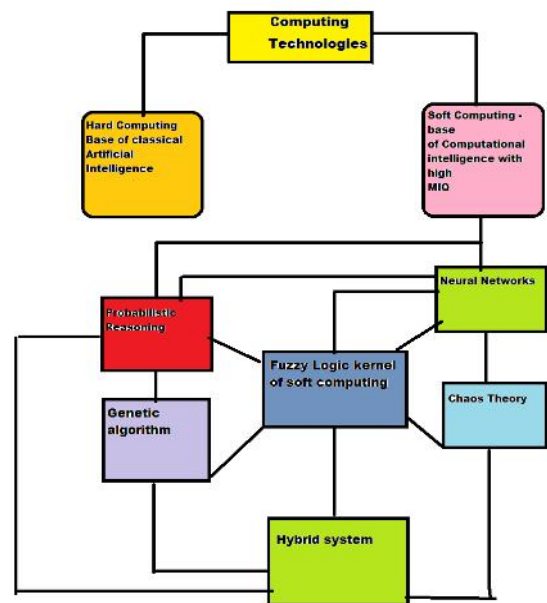 Computing
Technologies
Hard Computing
Base of classical
Artificial
Intelligence
Soft Computing -
base
of Computational
intelligence with
high
MIQ
Neural Networks
Probabilistic
Reasoning
Fuzzy Logic kernel
of soft computing
Chaos Theory
Genetic
algorithm
Hybrid system